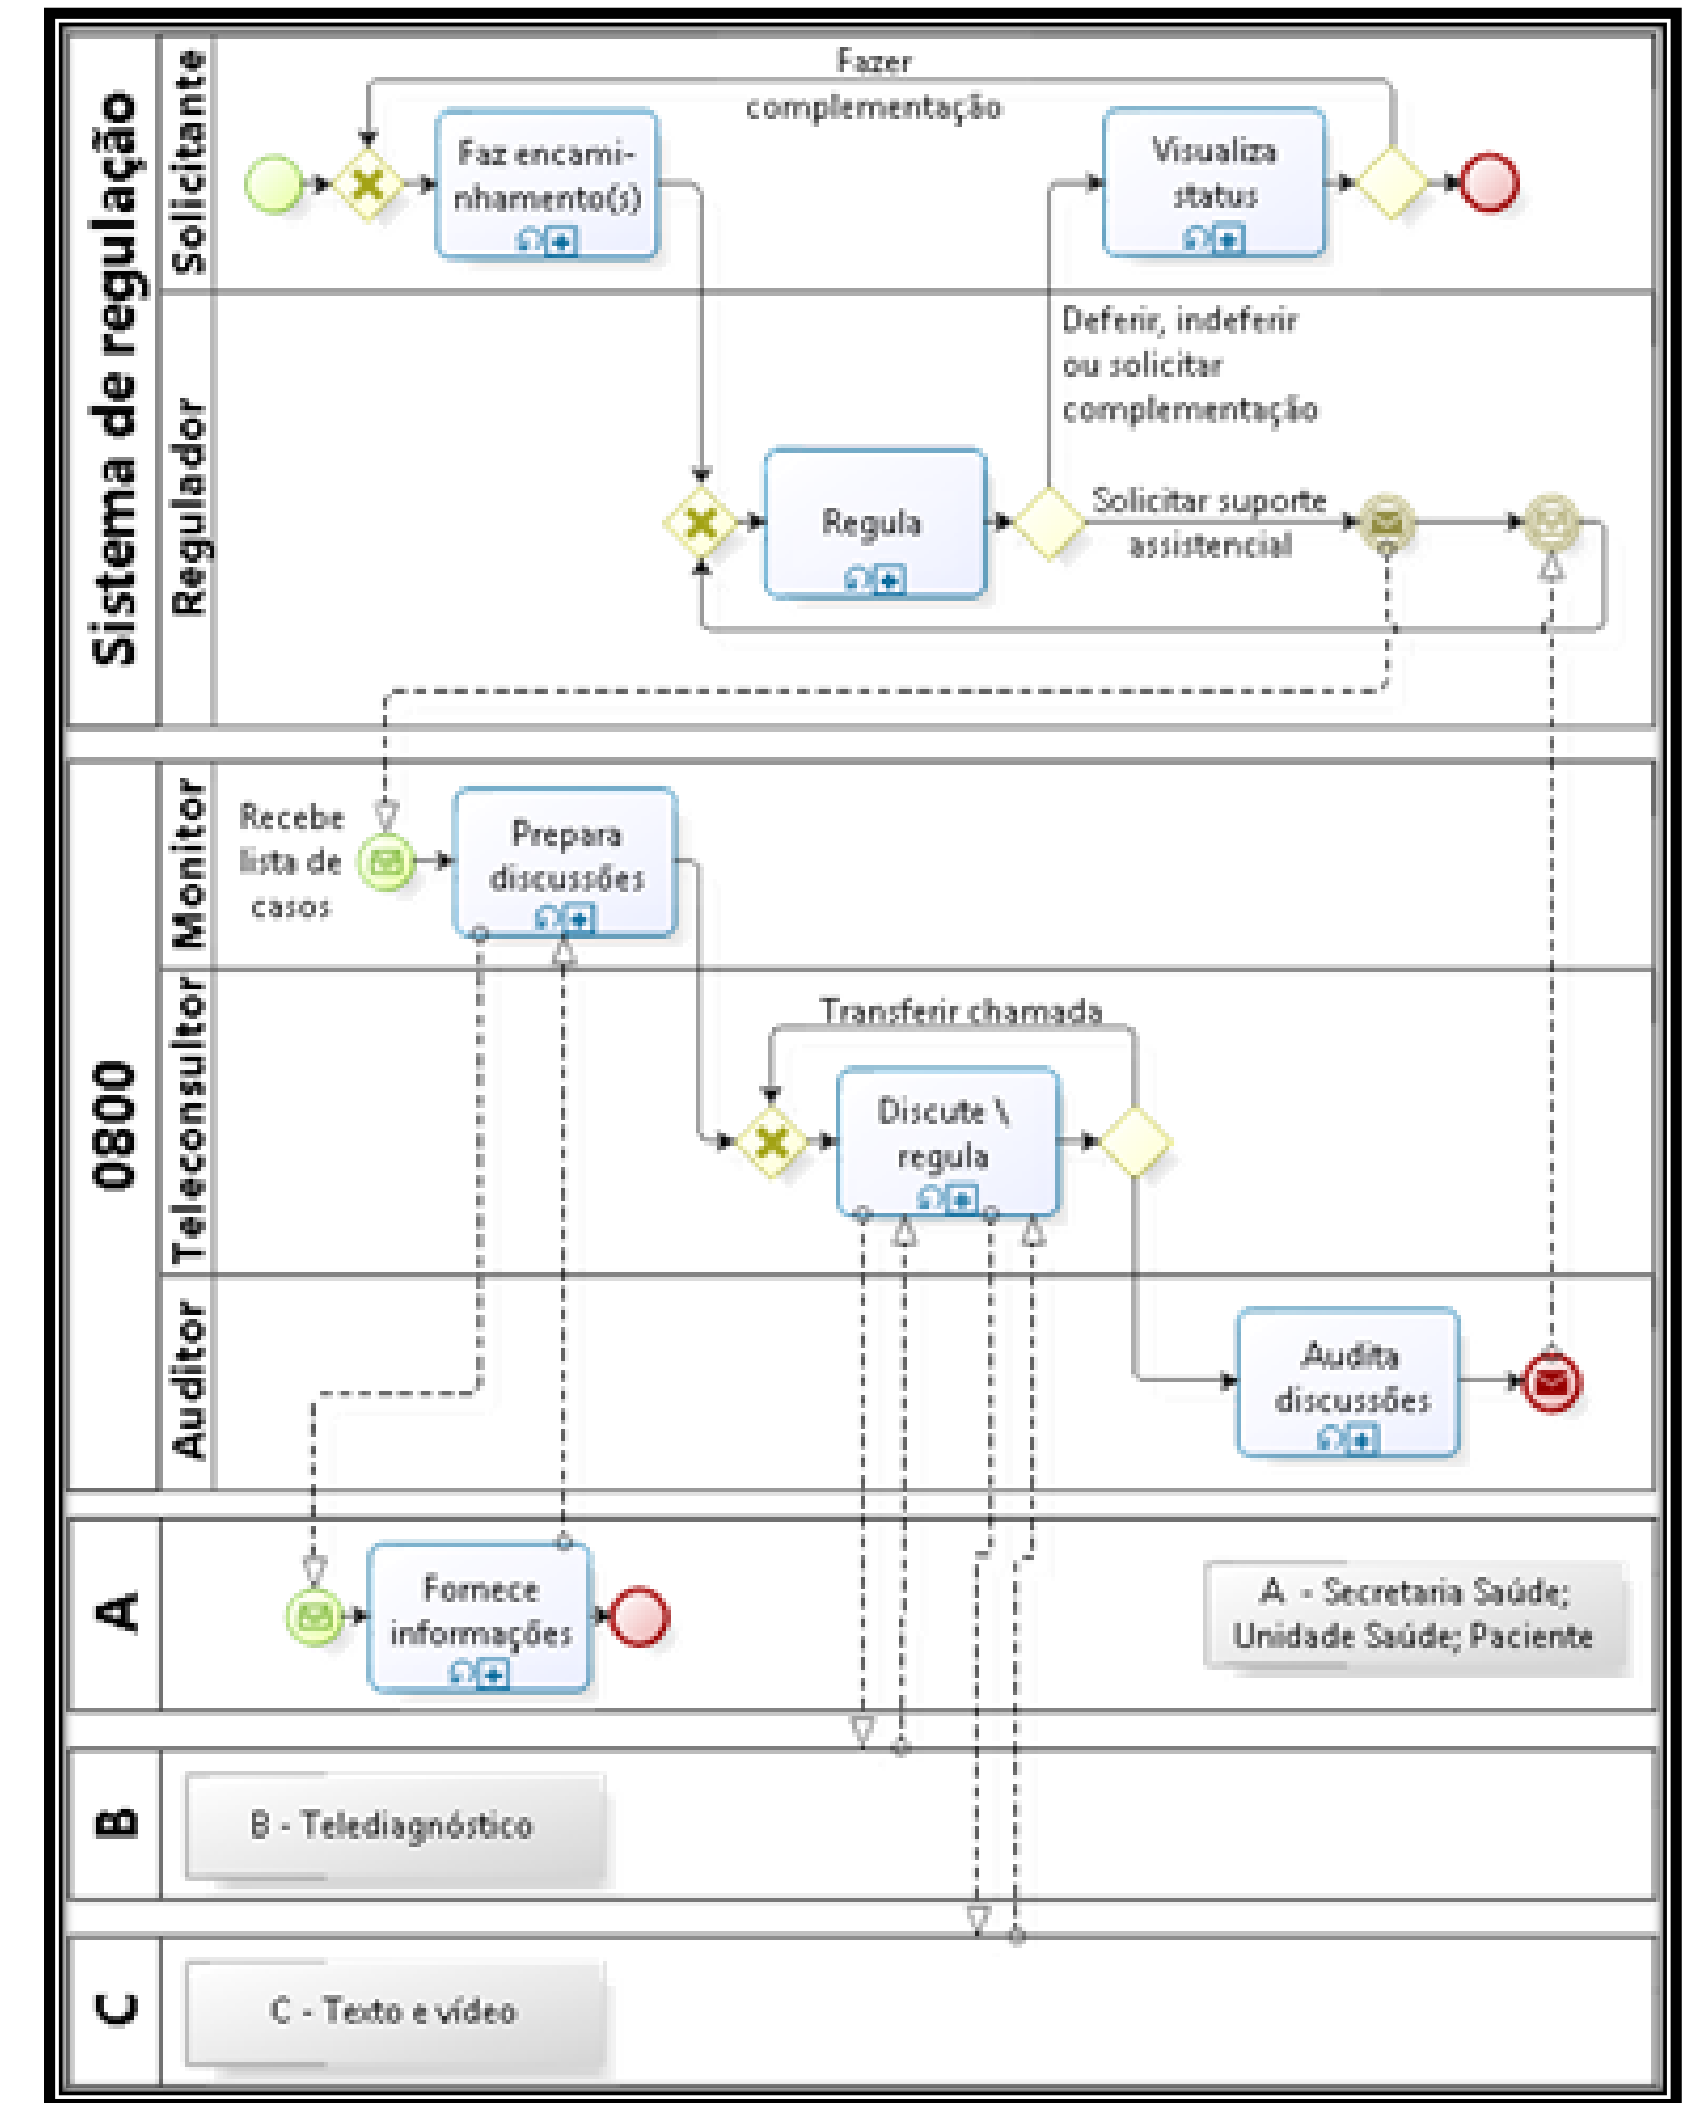 Sistema de regulação
Solicitante
Fazer
complementação
Faz encami-
nhamento(s)
Visualiza
status
Regulador
Deferir, indeferir
ou solicitar
complementação
Regula
Solicitar suporte
assistencial
0800
Monitor
Recebe
lista de
casos
Prepara
discussões
Teleconsultor
Transferir chamada
Discute \
regula
Auditor
Audita
discussões
A
Fornece
informações
A - Secretaria Saúde;
Unidade Saúde; Paciente
B
B - Telediagnóstico
C
C - Texto e vídeo